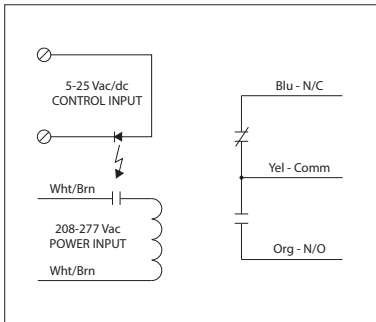 5-25 Vac/dc
CONTROL INPUT
Wht/Brn
208-277 Vac
POWER INPUT
Wht/Brn
Blu - N/C
Yel - Comm
Org - N/O